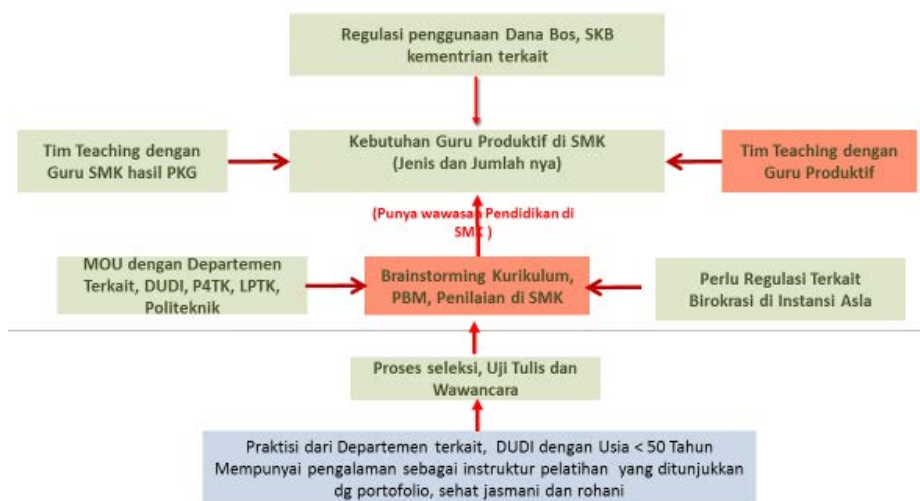 Regulasi penggunaan Dana Bos, SKB
kementrian terkait
Tim Teaching dengan
Guru SMK hasil PKG
Kebutuhan Guru Produktif di SMK
(Jenis dan Jumlah nya)
Tim Teaching dengan
Guru Produktif
(Punya wawasan Pendidikan di
SMK )
MOU dengan Departemen
Terkait, DUDI, P4TK, LPTK,
Politeknik
Brainstorming Kurikulum,
PBM, Penilaian di SMK
Perlu Regulasi Terkait
Birokrasi di Instansi Asla
Proses seleksi, Uji Tulis dan
Wawancara
Praktisi dari Departemen terkait, DUDI dengan Usia < 50 Tahun
Mempunyai pengalaman sebagai instruktur pelatihan yang ditunjukkan
dg portofolio, sehat jasmani dan rohani